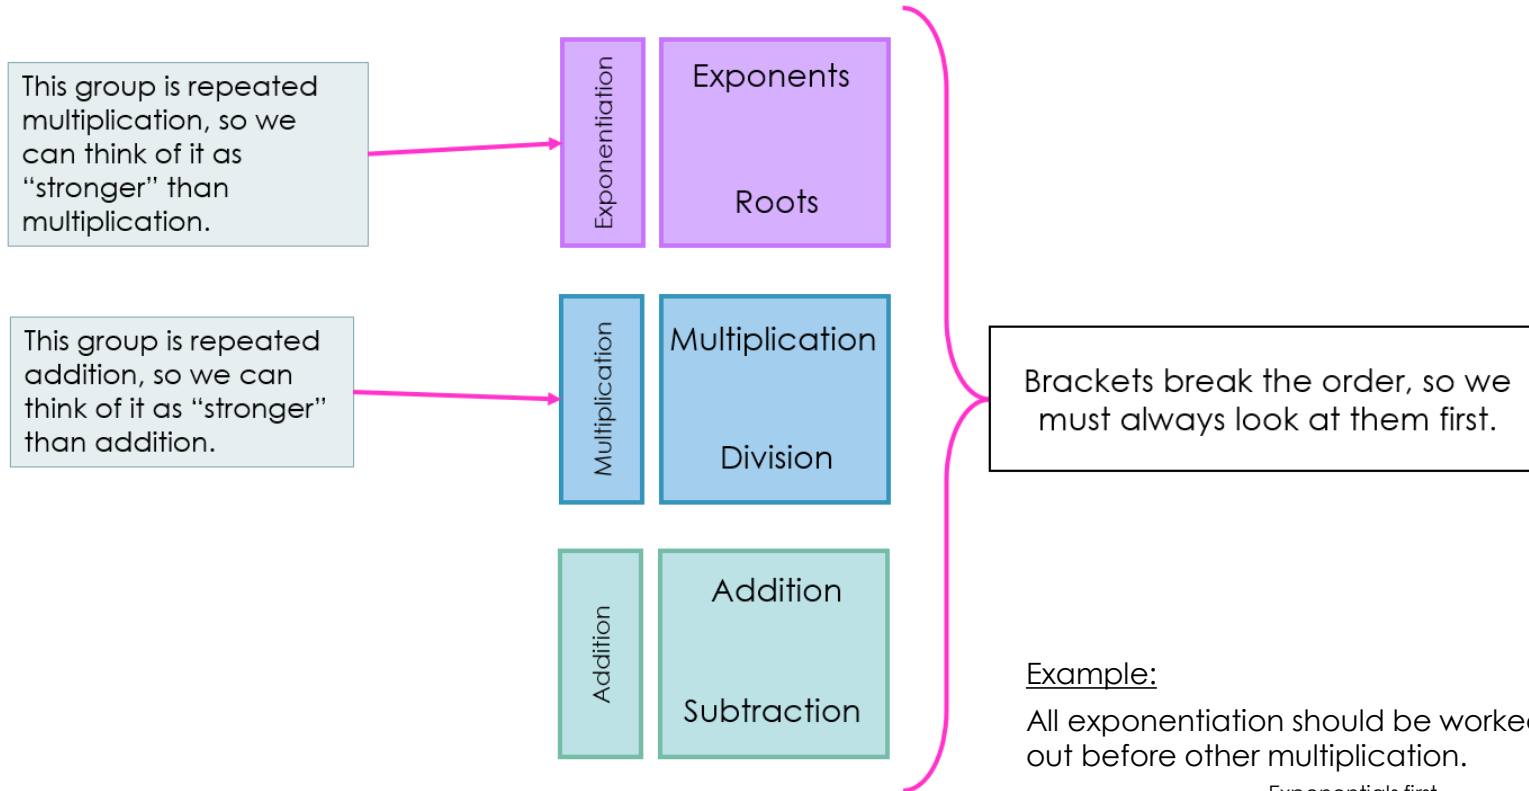 This group is repeated
multiplication, so we
can think of it as
“stronger” than
multiplication.
Exponentiation
Exponents
Roots
This group is repeated
addition, so we can
think of it as “stronger”
than addition.
Multiplication
Multiplication
Division
Brackets break the order, so we
must always look at them first.
Addition
Addition
Subtraction
Example:
All exponentiation should be worked
out before other multiplication.
Exponentials first